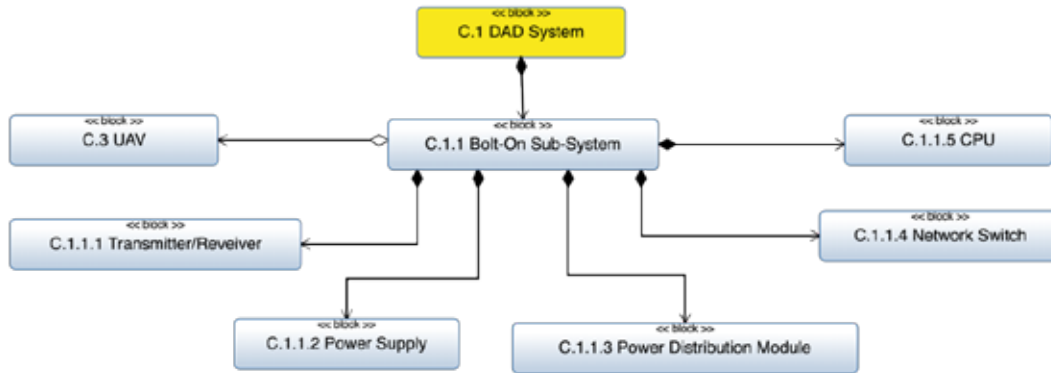 << block >>
C.1 DAD System
<< block >>
C.3 UAV
<< block >>
C.1.1 Bolt-On Sub-System
<< block >>
C.1.1.5 CPU
<< block >>
C.1.1.1 Transmitter/Reveiver
<< block >>
C.1.1.4 Network Switch
<< block >>
C.1.1.2 Power Supply
<< block >>
C.1.1.3 Power Distribution Module